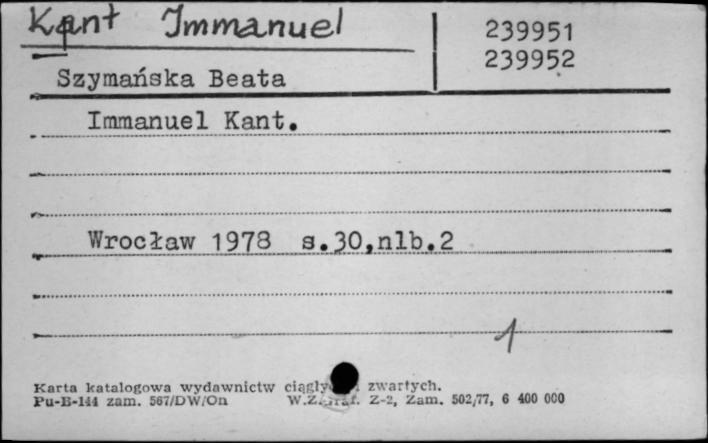 Kant Immanuel
239951
239952
Szymańska Beata
Immanuel Kant.
Wrocław 1978 s.30,nlb.2
1
Karta katalogowa wydawnictw zwartych.
Pu-B-144 zam. 567/DW/On Z-2, Zam. 502/77, 6 400 000